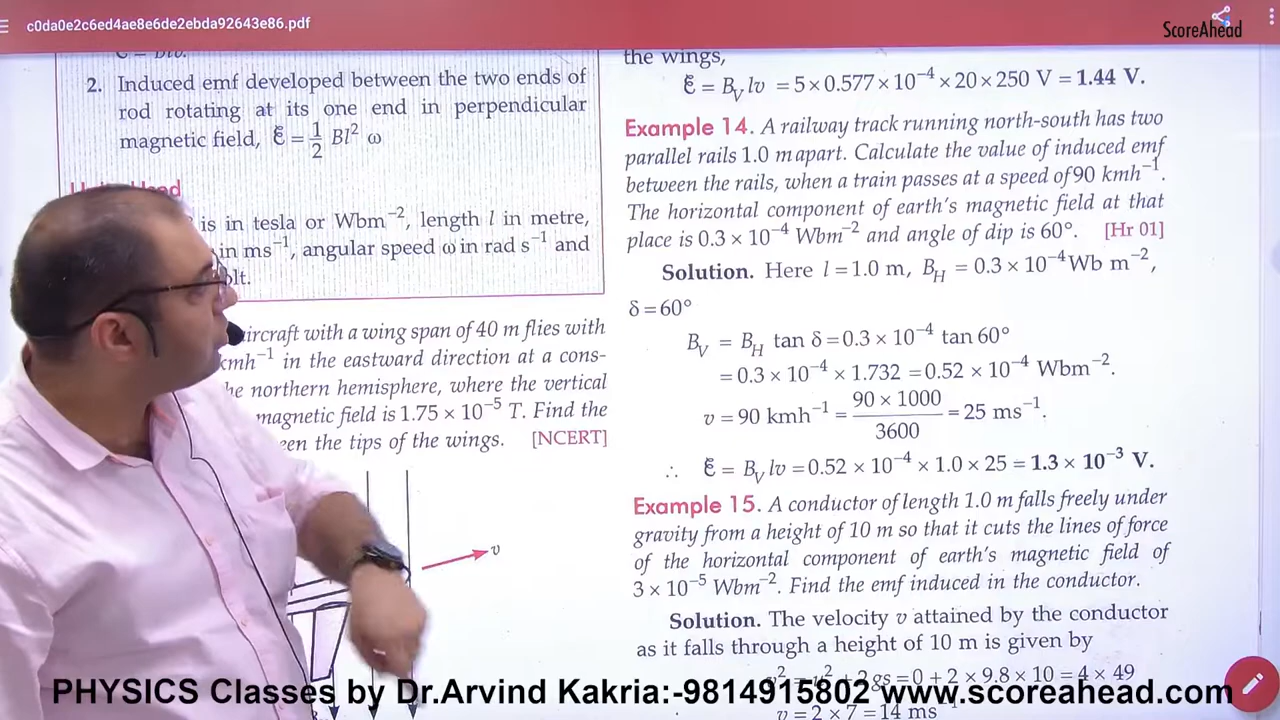 c0da0e2c6ed4ae8e6de2ebda92643e86.pdf
ScoreAhead
2. Induced emf developed between the two ends of
rod rotating at its one end in perpendicular
magnetic field, ℰ = 1/2 Bl² ω
is in tesla or Wbm⁻², length l in metre,
in ms⁻¹, angular speed ω in rad s⁻¹ and
ircraft with a wing span of 40 m flies with
kmh⁻¹ in the eastward direction at a cons-
he northern hemisphere, where the vertical
magnetic field is 1.75 × 10⁻⁵ T. Find the
een the tips of the wings. [NCERT]
v
the wings,
ℰ = B_V lv = 5 × 0.577 × 10⁻⁴ × 20 × 250 V = 1.44 V.
Example 14. A railway track running north-south has two
parallel rails 1.0 m apart. Calculate the value of induced emf
between the rails, when a train passes at a speed of 90 kmh⁻¹.
The horizontal component of earth's magnetic field at that
place is 0.3 × 10⁻⁴ Wbm⁻² and angle of dip is 60°. [Hr 01]
Solution. Here l = 1.0 m, B_H = 0.3 × 10⁻⁴ Wb m⁻²,
δ = 60°
B_V = B_H tan δ = 0.3 × 10⁻⁴ tan 60°
= 0.3 × 10⁻⁴ × 1.732 = 0.52 × 10⁻⁴ Wbm⁻².
v = 90 kmh⁻¹ = 90 × 1000 / 3600 = 25 ms⁻¹.
∴ ℰ = B_V lv = 0.52 × 10⁻⁴ × 1.0 × 25 = 1.3 × 10⁻³ V.
Example 15. A conductor of length 1.0 m falls freely under
gravity from a height of 10 m so that it cuts the lines of force
of the horizontal component of earth's magnetic field of
3 × 10⁻⁵ Wbm⁻². Find the emf induced in the conductor.
Solution. The velocity v attained by the conductor
as it falls through a height of 10 m is given by
v² = u² + 2gs = 0 + 2 × 9.8 × 10 = 4 × 49
v = 2 × 7 = 14 ms⁻¹
PHYSICS Classes by Dr.Arvind Kakria:-9814915802 www.scoreahead.com